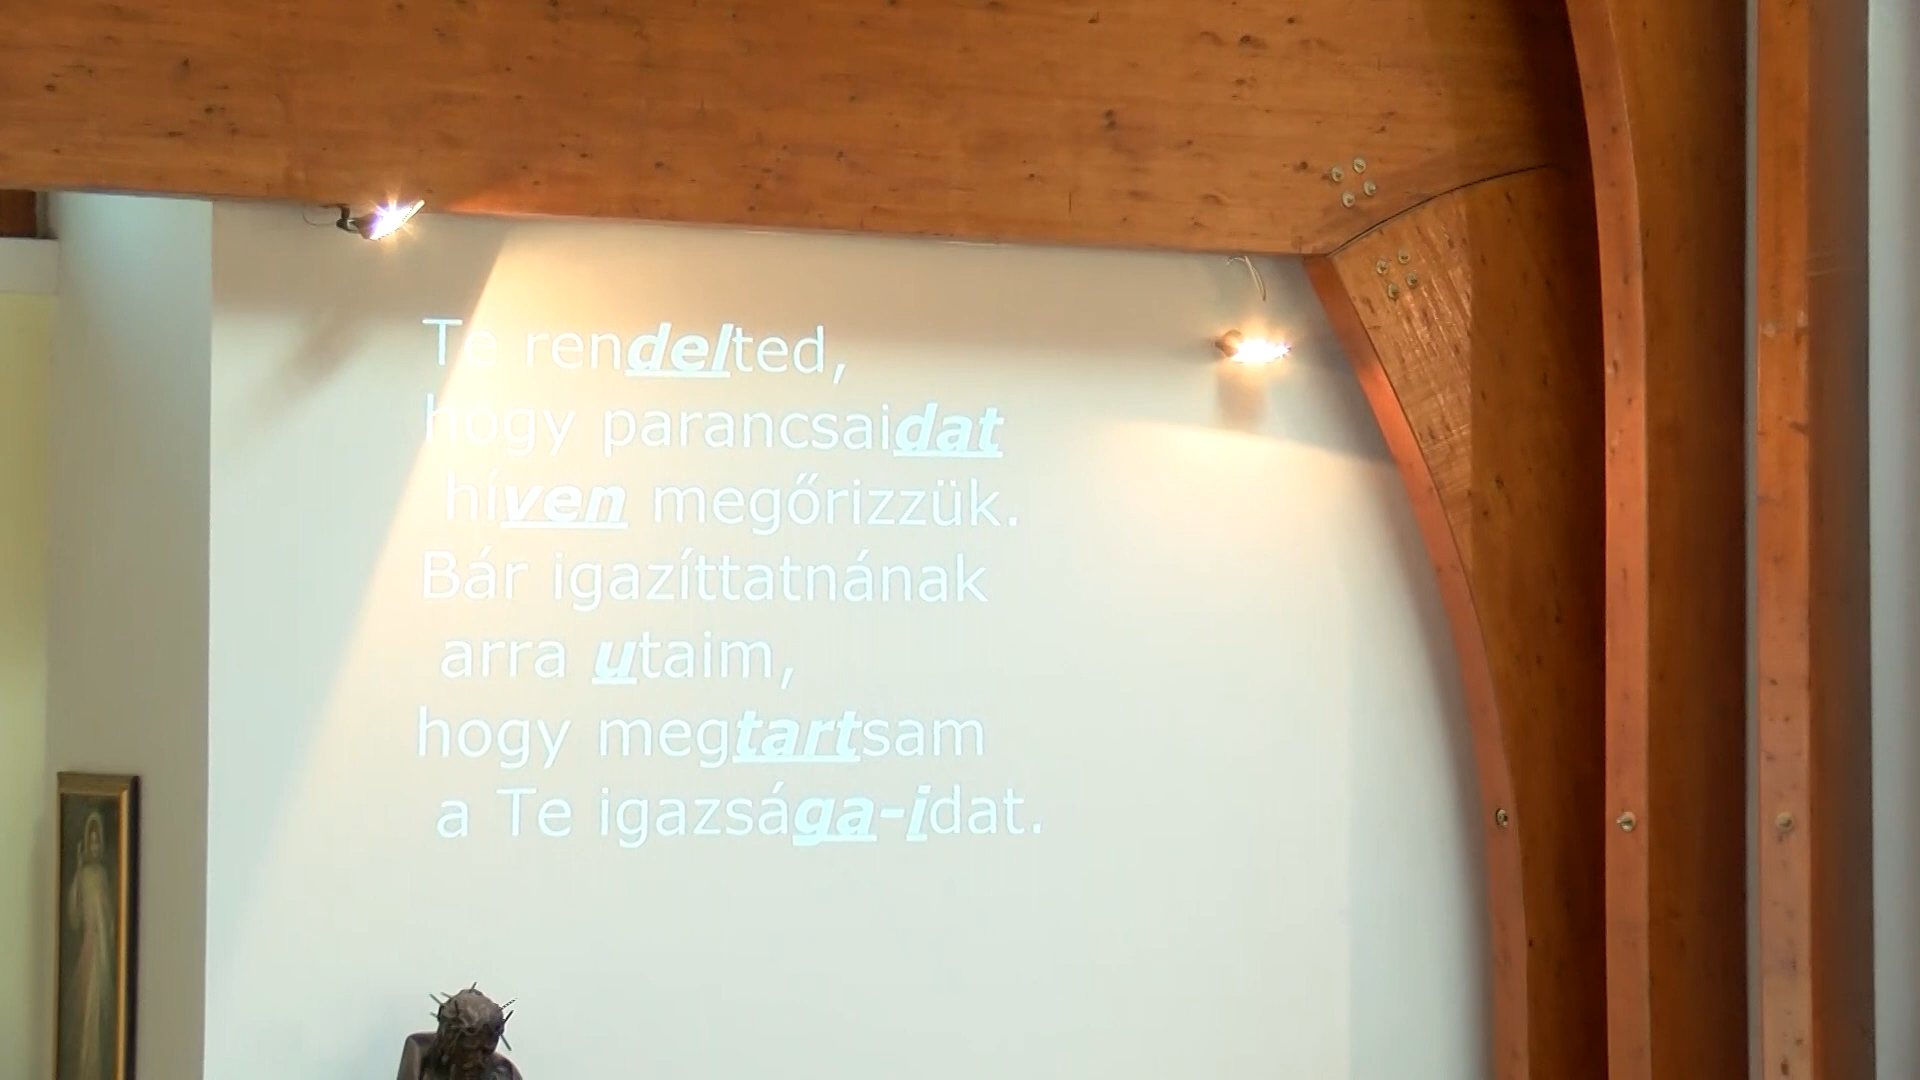 Te rendelted,
hogy parancsaidat
híven megőrizzük.
Bár igazíttatnának
arra utaim,
hogy megtartsam
a Te igazsága-idat.